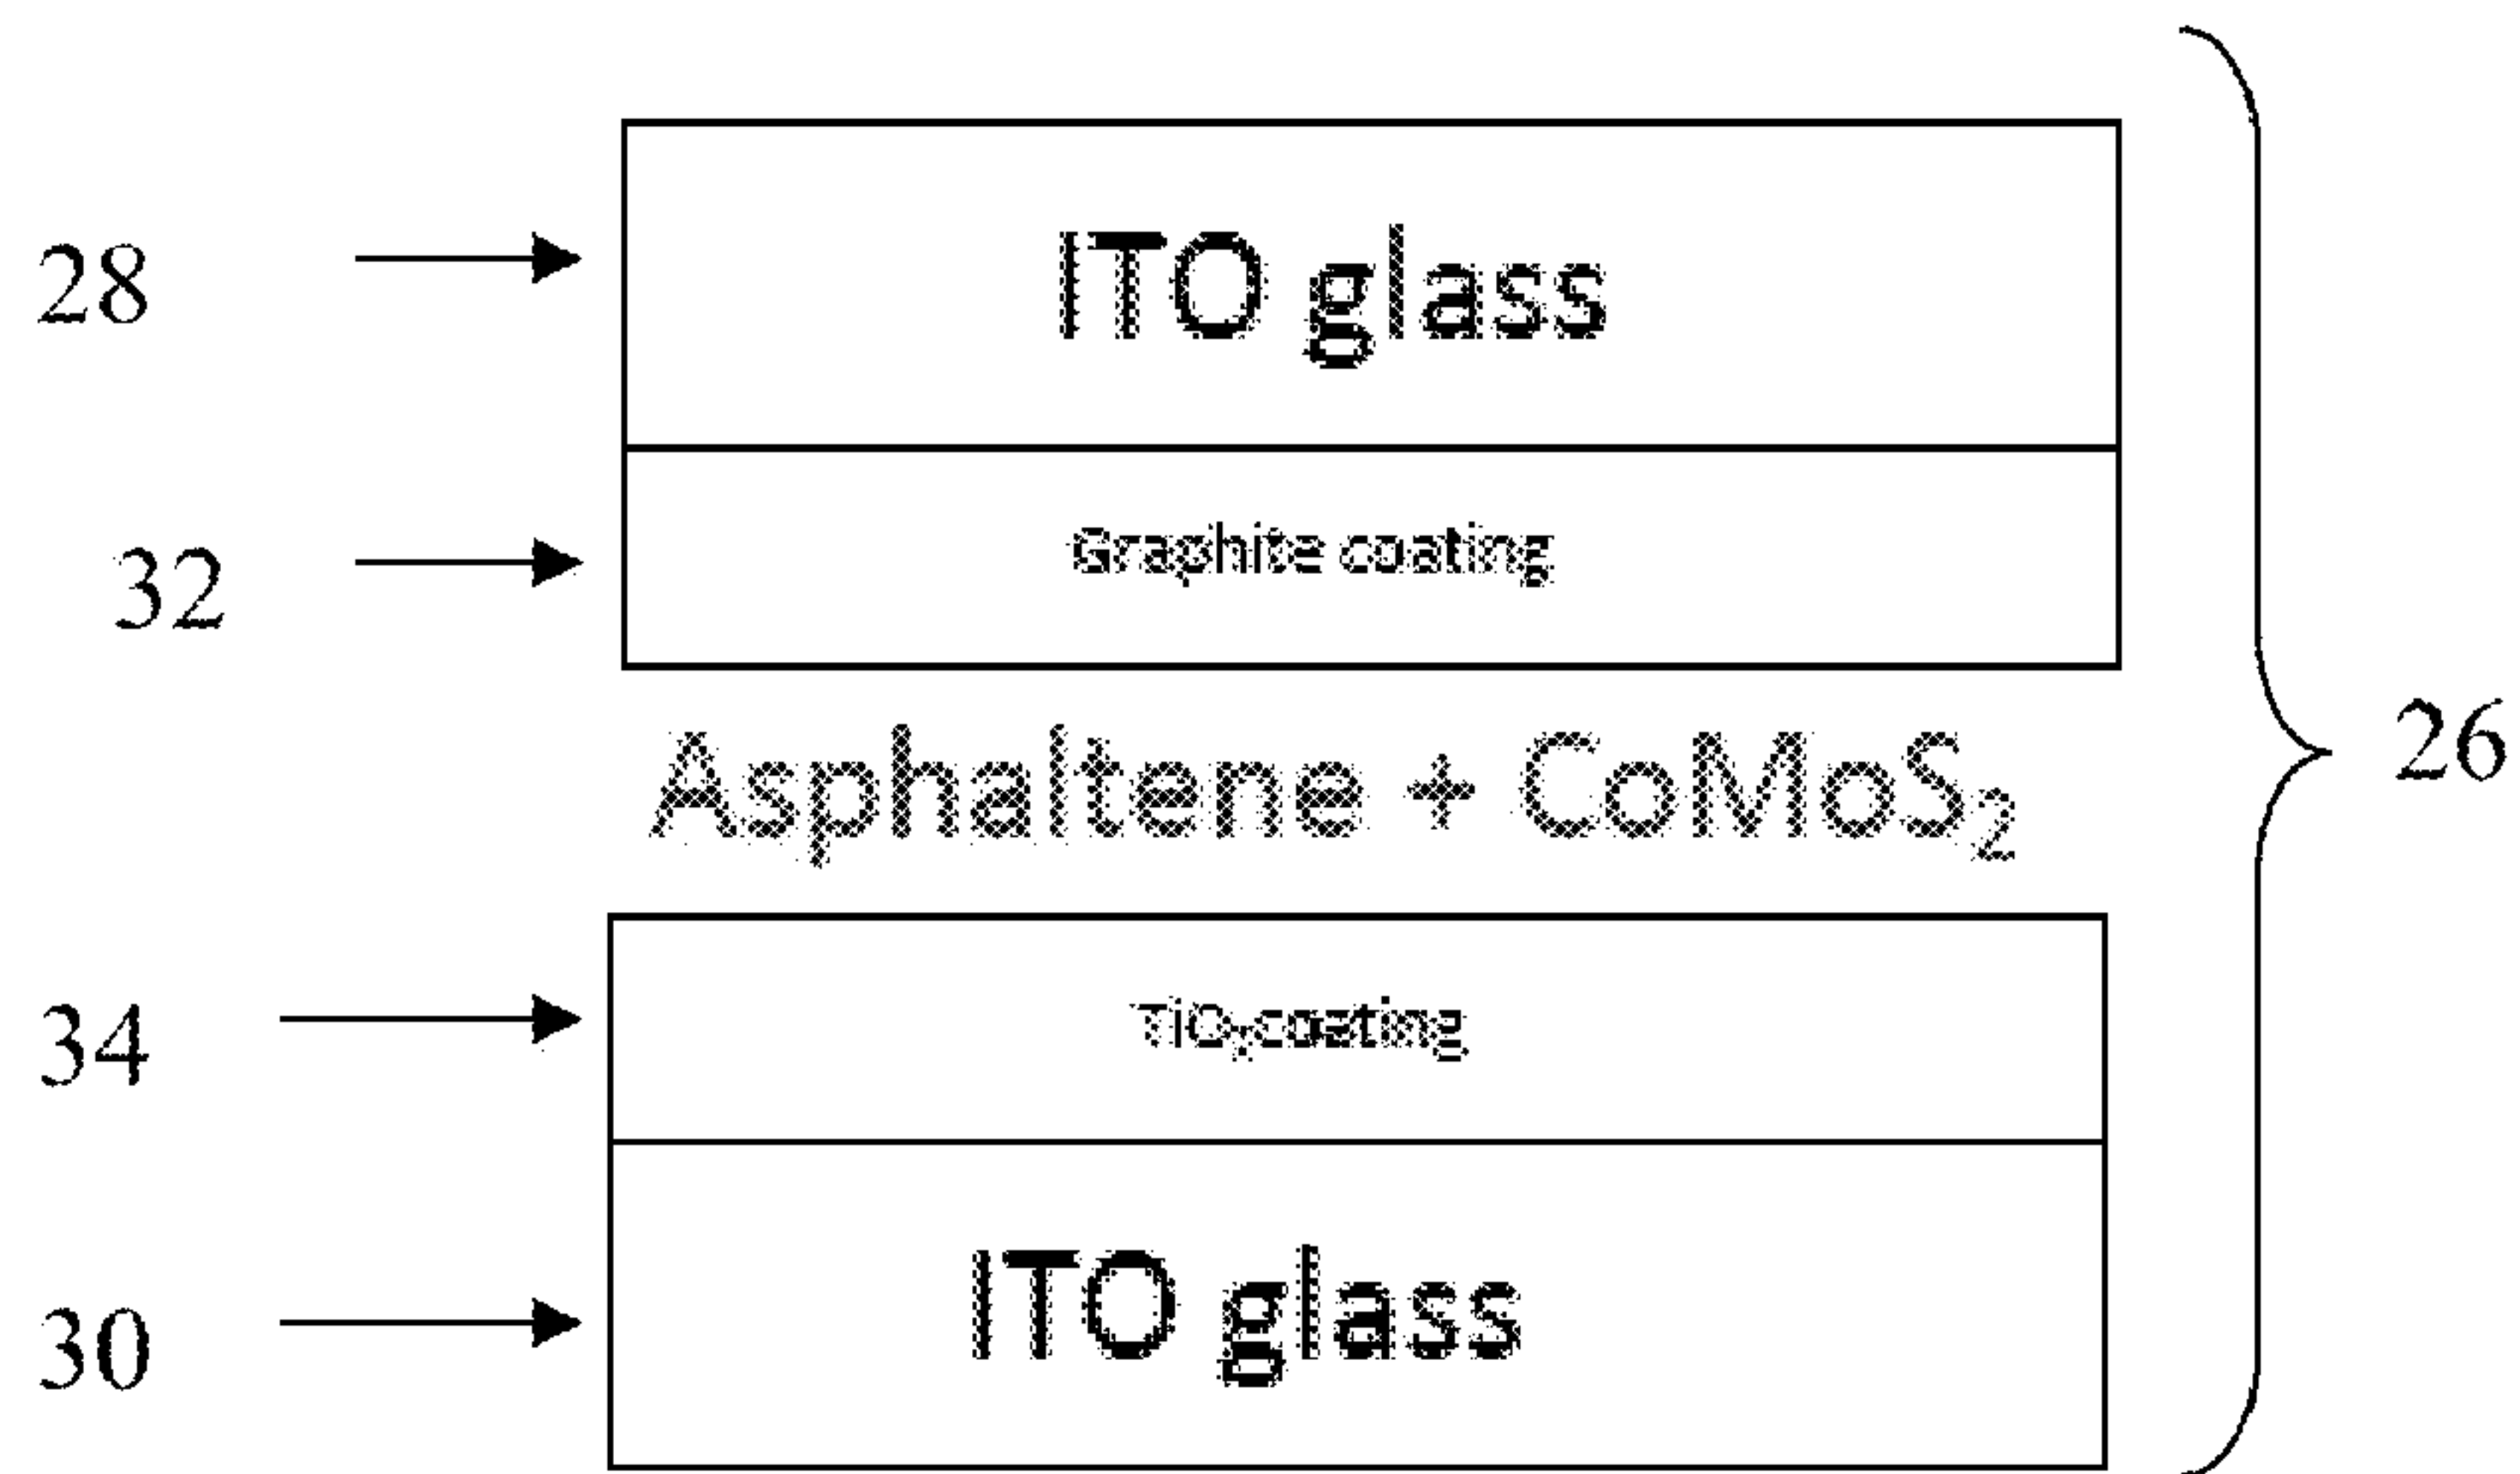 28 ITO glass
32 Graphite coating
Asphaltene + CoMoS₂ 26
34 coating
30 ITO glass